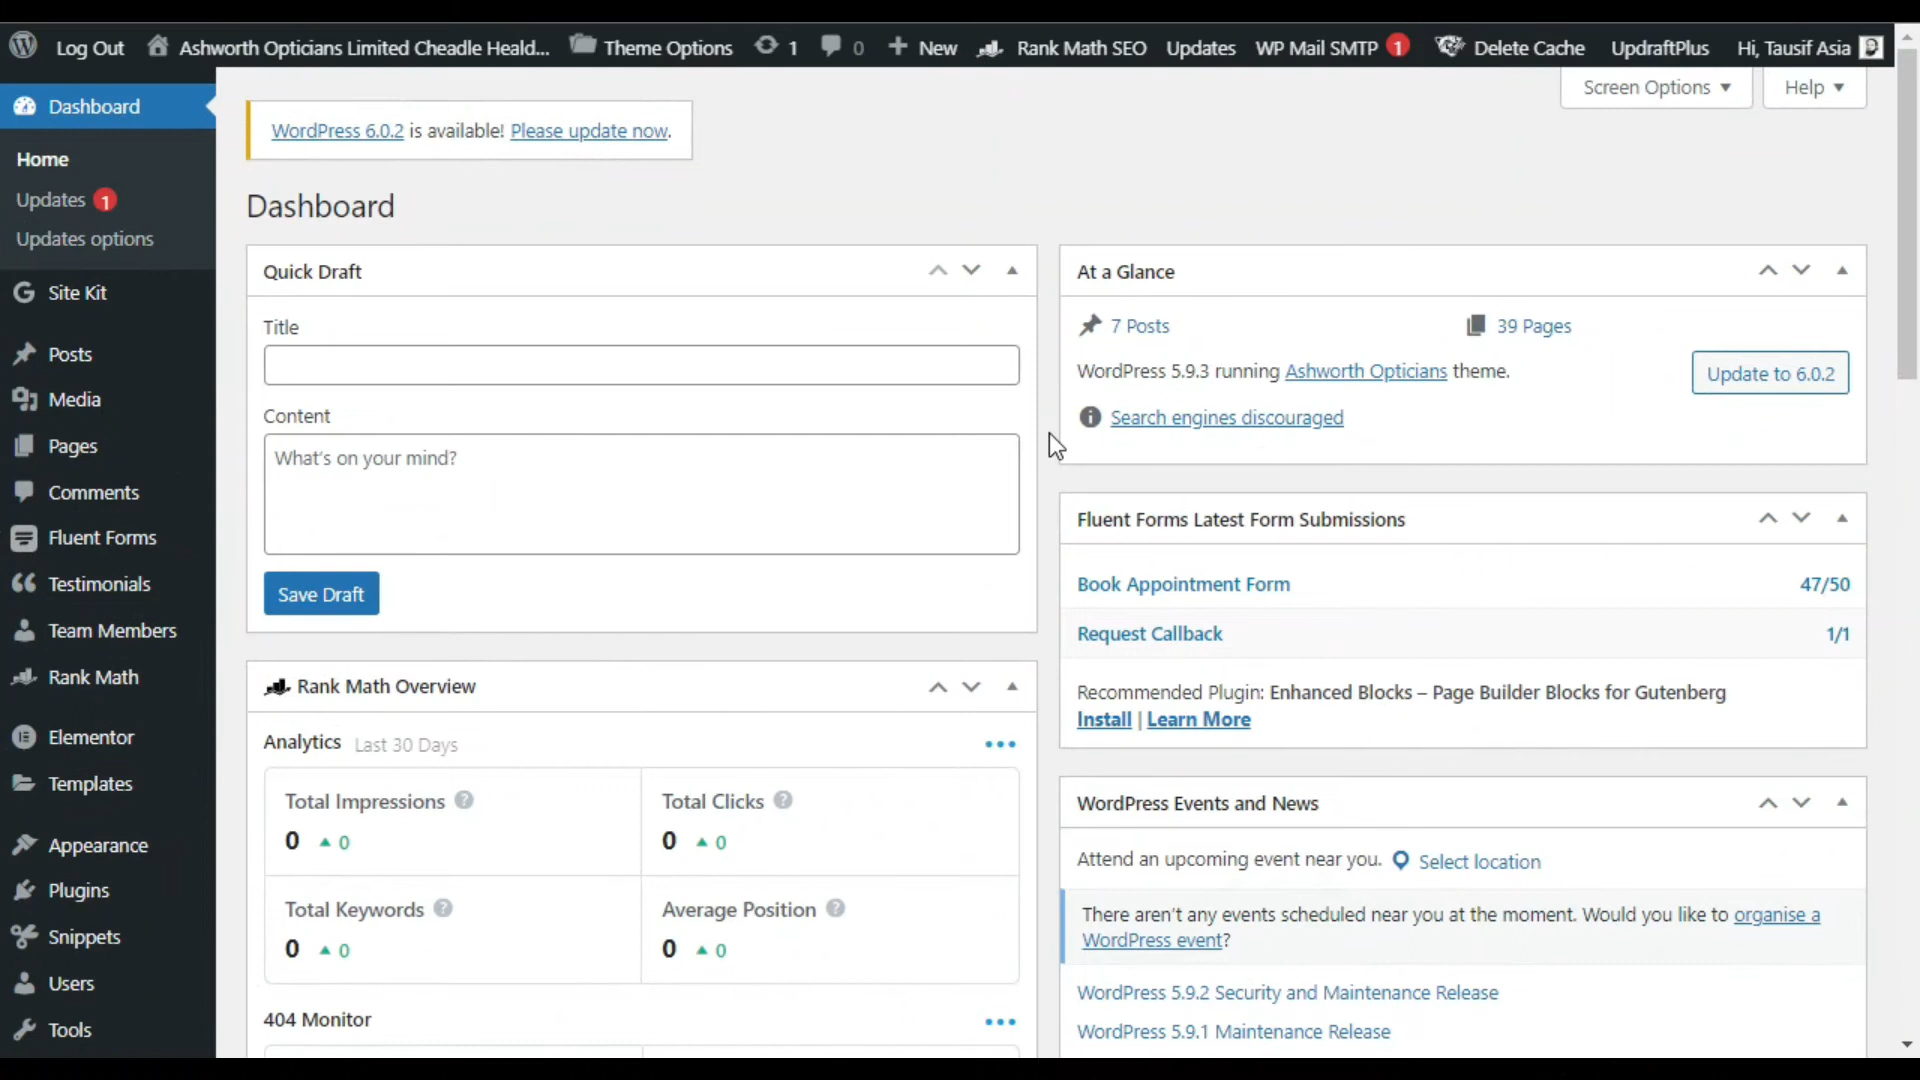 Log Out Ashworth Opticians Limited Cheadle Heald... Theme Options 1 0 New Rank Math SEO Updates WP Mail SMTP 1 Delete Cache UpdraftPlus Hi, Tausif Asia
Screen Options Help
Dashboard
Home
Updates 1
Updates options
Site Kit
Posts
Media
Pages
Comments
Fluent Forms
Testimonials
Team Members
Rank Math
Elementor
Templates
Appearance
Plugins
Snippets
Users
Tools
WordPress 6.0.2 is available! Please update now.
Dashboard
Quick Draft
Title
Content
What's on your mind?
Save Draft
Rank Math Overview
Analytics Last 30 Days
Total Impressions Total Clicks
0 0 0 0
Total Keywords Average Position
0 0 0 0
404 Monitor
At a Glance
7 Posts 39 Pages
WordPress 5.9.3 running Ashworth Opticians theme. Update to 6.0.2
Search engines discouraged
Fluent Forms Latest Form Submissions
Book Appointment Form 47/50
Request Callback 1/1
Recommended Plugin: Enhanced Blocks – Page Builder Blocks for Gutenberg
Install | Learn More
WordPress Events and News
Attend an upcoming event near you. Select location
There aren't any events scheduled near you at the moment. Would you like to organise a
WordPress event?
WordPress 5.9.2 Security and Maintenance Release
WordPress 5.9.1 Maintenance Release